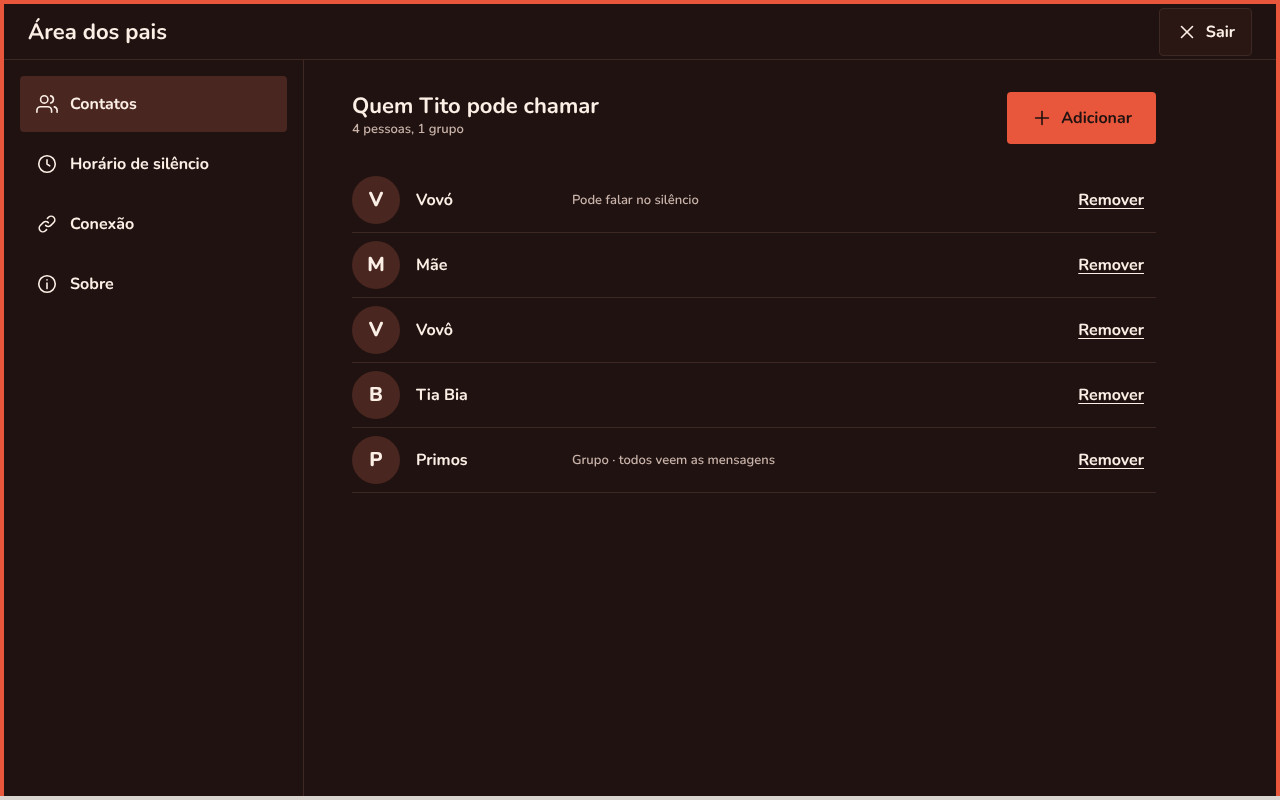 Área dos pais
Sair
Contatos
Horário de silêncio
Conexão
Sobre
Quem Tito pode chamar
4 pessoas, 1 grupo
Adicionar
V Vovó Pode falar no silêncio Remover
M Mãe Remover
V Vovô Remover
B Tia Bia Remover
P Primos Grupo · todos veem as mensagens Remover